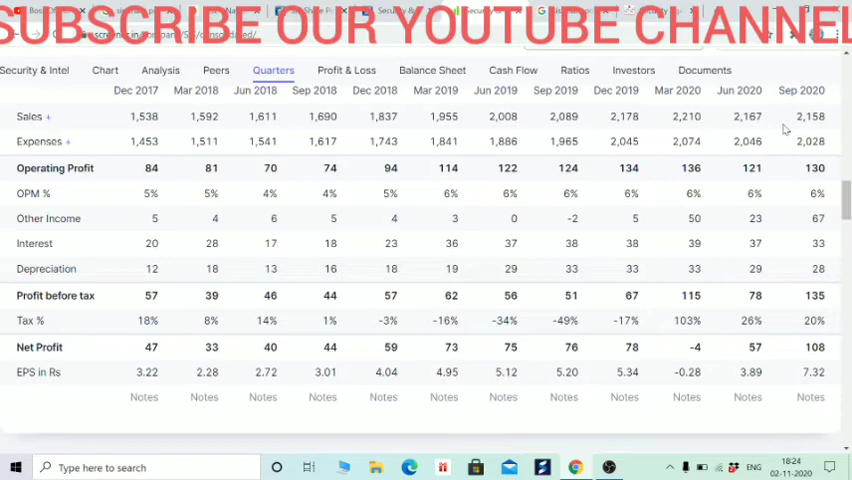 SUBSCRIBE OUR YOUTUBE CHANNEL
Security & Intel Chart Analysis Peers Quarters Profit & Loss Balance Sheet Cash Flow Ratios Investors Documents
Dec 2017 Mar 2018 Jun 2018 Sep 2018 Dec 2018 Mar 2019 Jun 2019 Sep 2019 Dec 2019 Mar 2020 Jun 2020 Sep 2020
Sales + 1,538 1,592 1,611 1,690 1,837 1,955 2,008 2,089 2,178 2,210 2,167 2,158
Expenses + 1,453 1,511 1,541 1,617 1,743 1,841 1,886 1,965 2,045 2,074 2,046 2,028
Operating Profit 84 81 70 74 94 114 122 124 134 136 121 130
OPM % 5% 5% 4% 4% 5% 6% 6% 6% 6% 6% 6% 6%
Other Income 5 4 6 5 4 3 0 -2 5 50 23 67
Interest 20 28 17 18 23 36 37 38 38 39 37 33
Depreciation 12 18 13 16 18 19 29 33 33 33 29 28
Profit before tax 57 39 46 44 57 62 56 51 67 115 78 135
Tax % 18% 8% 14% 1% -3% -16% -34% -49% -17% 103% 26% 20%
Net Profit 47 33 40 44 59 73 75 76 78 -4 57 108
EPS in Rs 3.22 2.28 2.72 3.01 4.04 4.95 5.12 5.20 5.34 -0.28 3.89 7.32
Notes Notes Notes Notes Notes Notes Notes Notes Notes Notes Notes Notes
Type here to search
ENG
18:24
02-11-2020